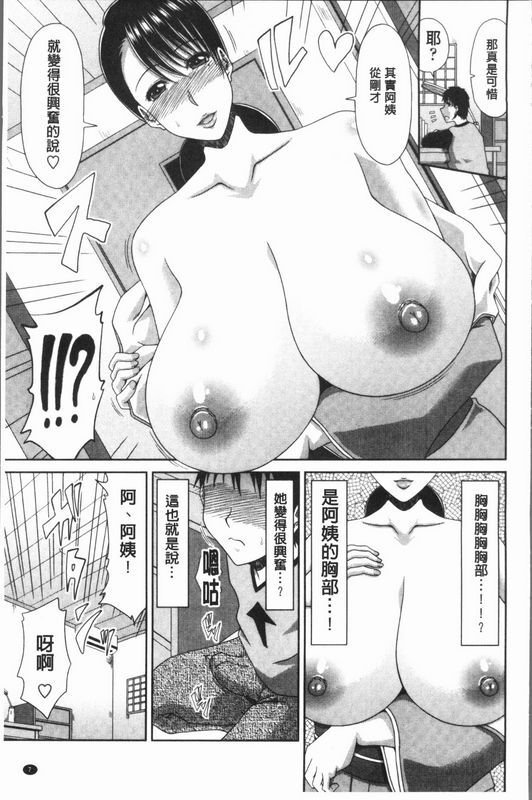 那真是可惜
耶?
其實阿姨
從剛才
就變得很興奮的說♡
!!!?
胸胸胸胸胸
胸部…!!?
是阿姨的胸部…!
她變得很興奮…?
這也就是說…
嗯咕
阿、阿姨!
呀啊♡
7